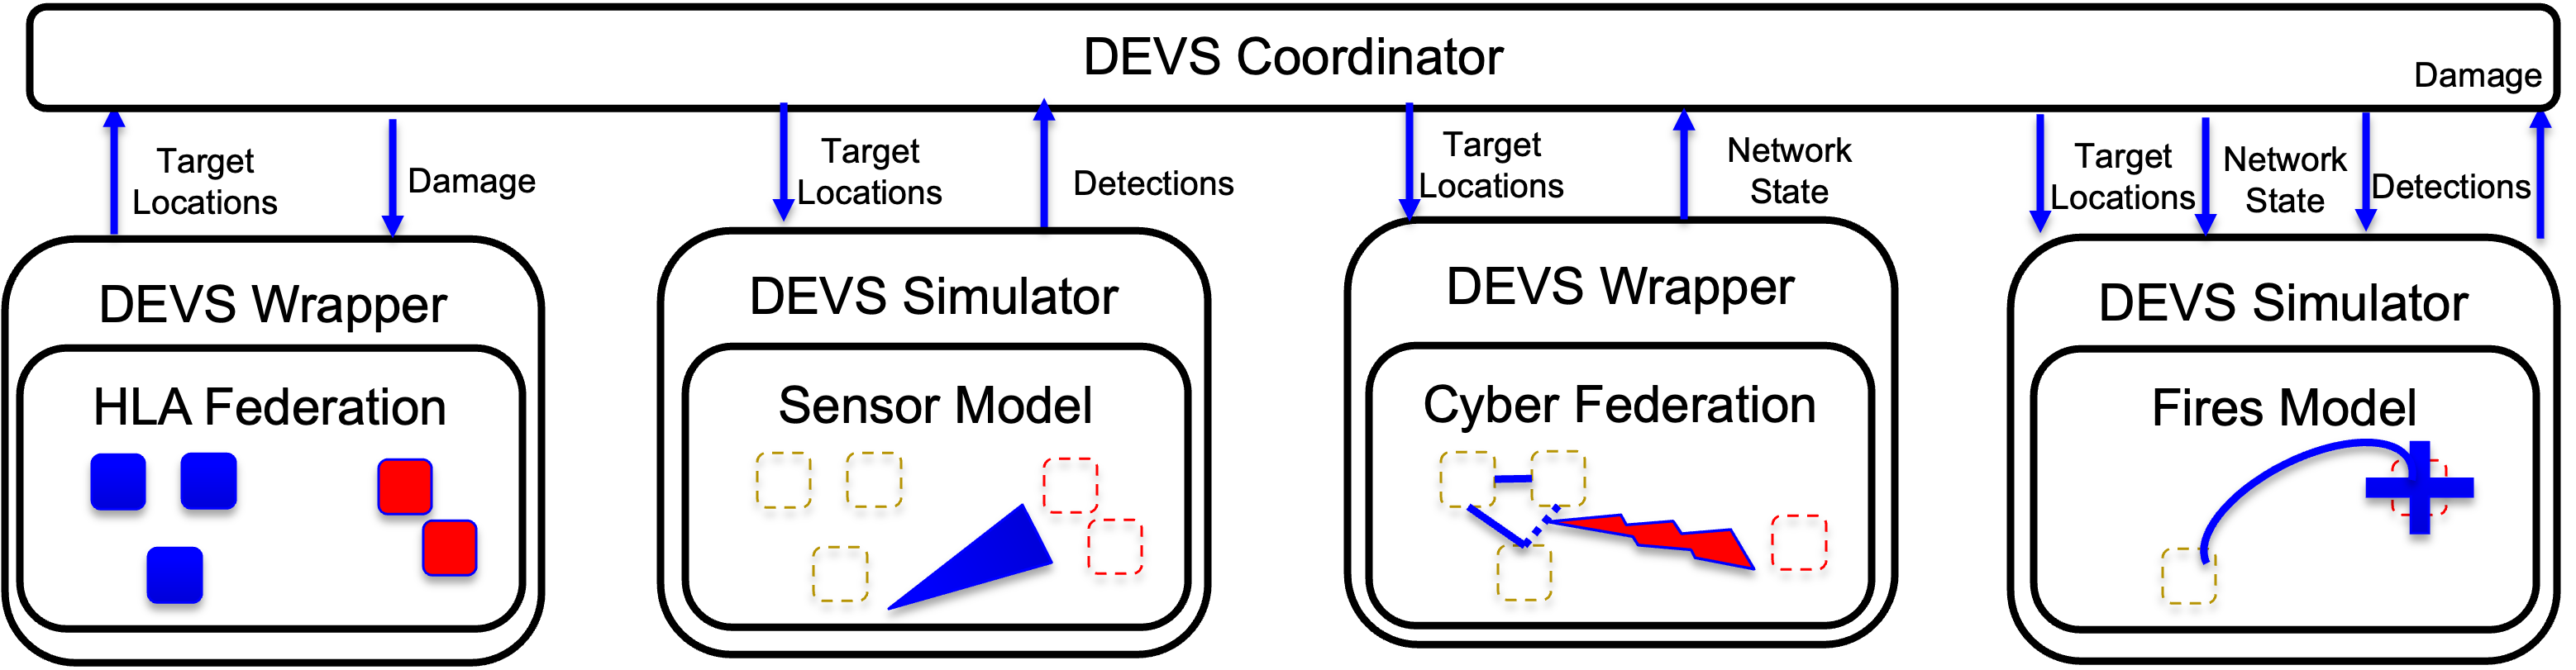 DEVS Coordinator
Damage
Target
Locations
Damage
Target
Locations
Detections
Target
Locations
Network
State
Target
Locations
Network
State
Detections
DEVS Wrapper
HLA Federation
DEVS Simulator
Sensor Model
DEVS Wrapper
Cyber Federation
DEVS Simulator
Fires Model